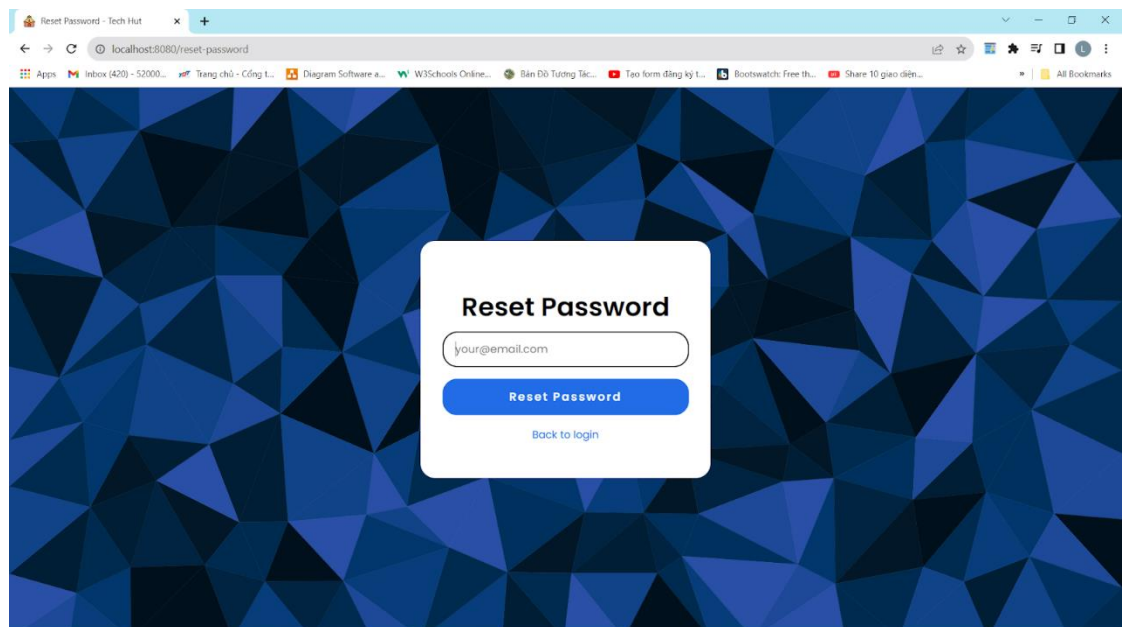 Reset Password - Tech Hut
localhost:8080/reset-password
Apps Inbox (420) - 52000... Trang chủ - Cổng t... Diagram Software a... W3Schools Online... Bản Đồ Tương Tác... Tạo form đăng ký t... Bootswatch: Free th... Share 10 giao diện... » All Bookmarks
L
Reset Password
your@email.com
Reset Password
Back to login